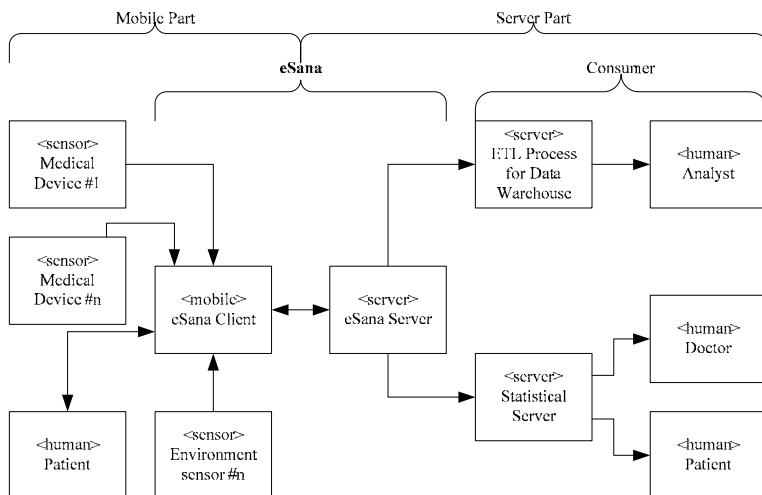 Mobile Part
Server Part
eSana
Consumer
<sensor>
Medical
Device #1
<server>
ETL Process
for Data
Warehouse
<human>
Analyst
<sensor>
Medical
Device #n
<mobile>
eSana Client
<server>
eSana Server
<human>
Doctor
<server>
Statistical
Server
<human>
Patient
<sensor>
Environment
sensor #n
<human>
Patient